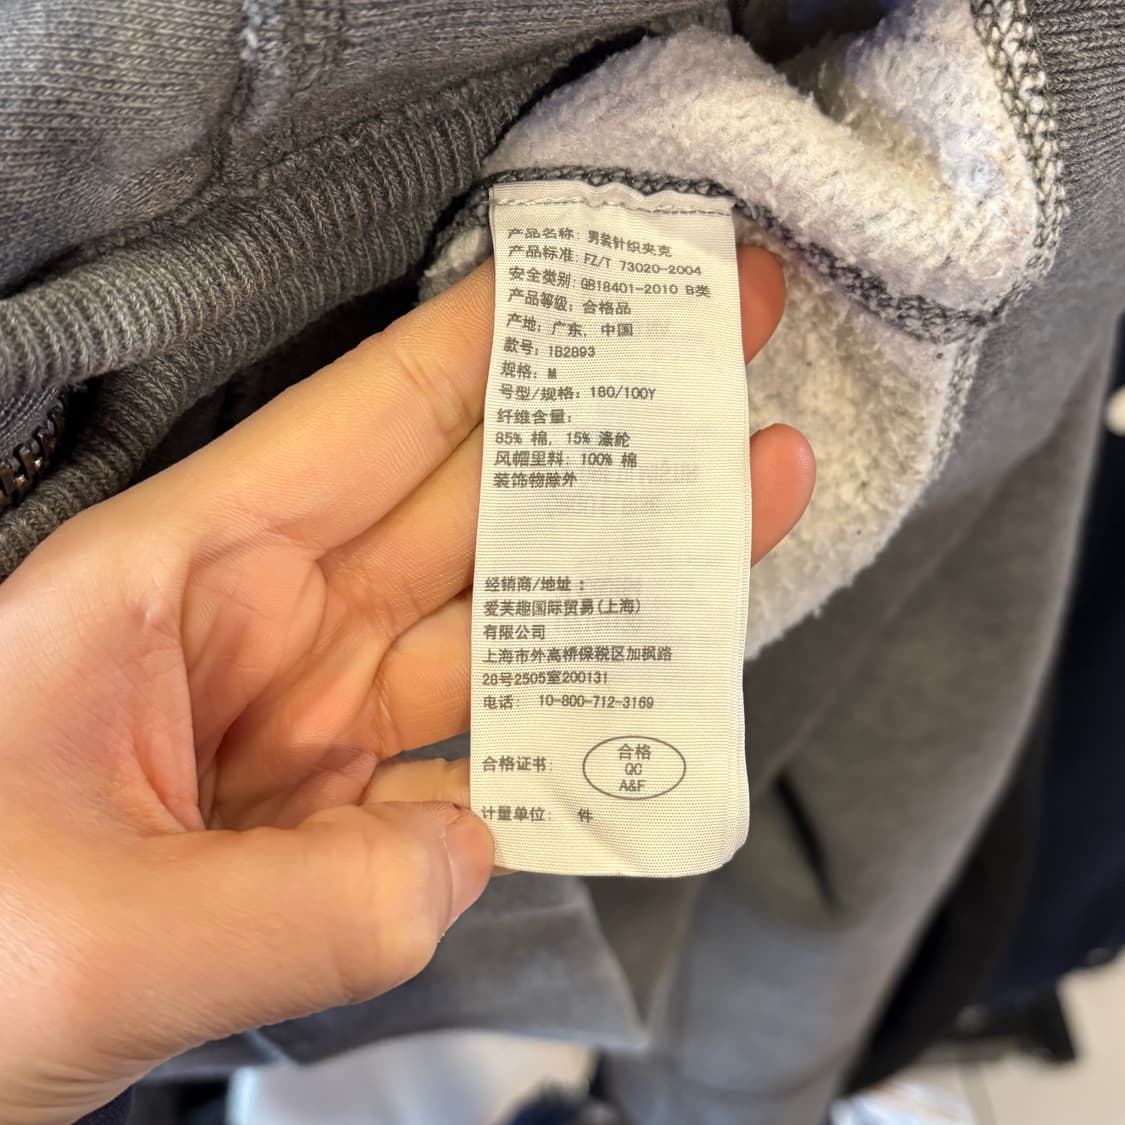 产品名称: 男装针织夹克
产品标准: FZ/T 73020-2004
安全类别: GB18401-2010 B类
产品等级: 合格品
产地: 广东, 中国
款号: IB2893
规格: M
号型/规格: 180/100Y
纤维含量:
85% 棉, 15% 涤纶
风帽里料, 100% 棉
装饰物除外
经销商/地址 :
爱芙趣国际贸易(上海)
有限公司
上海市外高桥保税区加枫路
28号2505室200131
电话: 10-800-712-3169
合格证书:
合格
QC
A&F
计量单位: 件